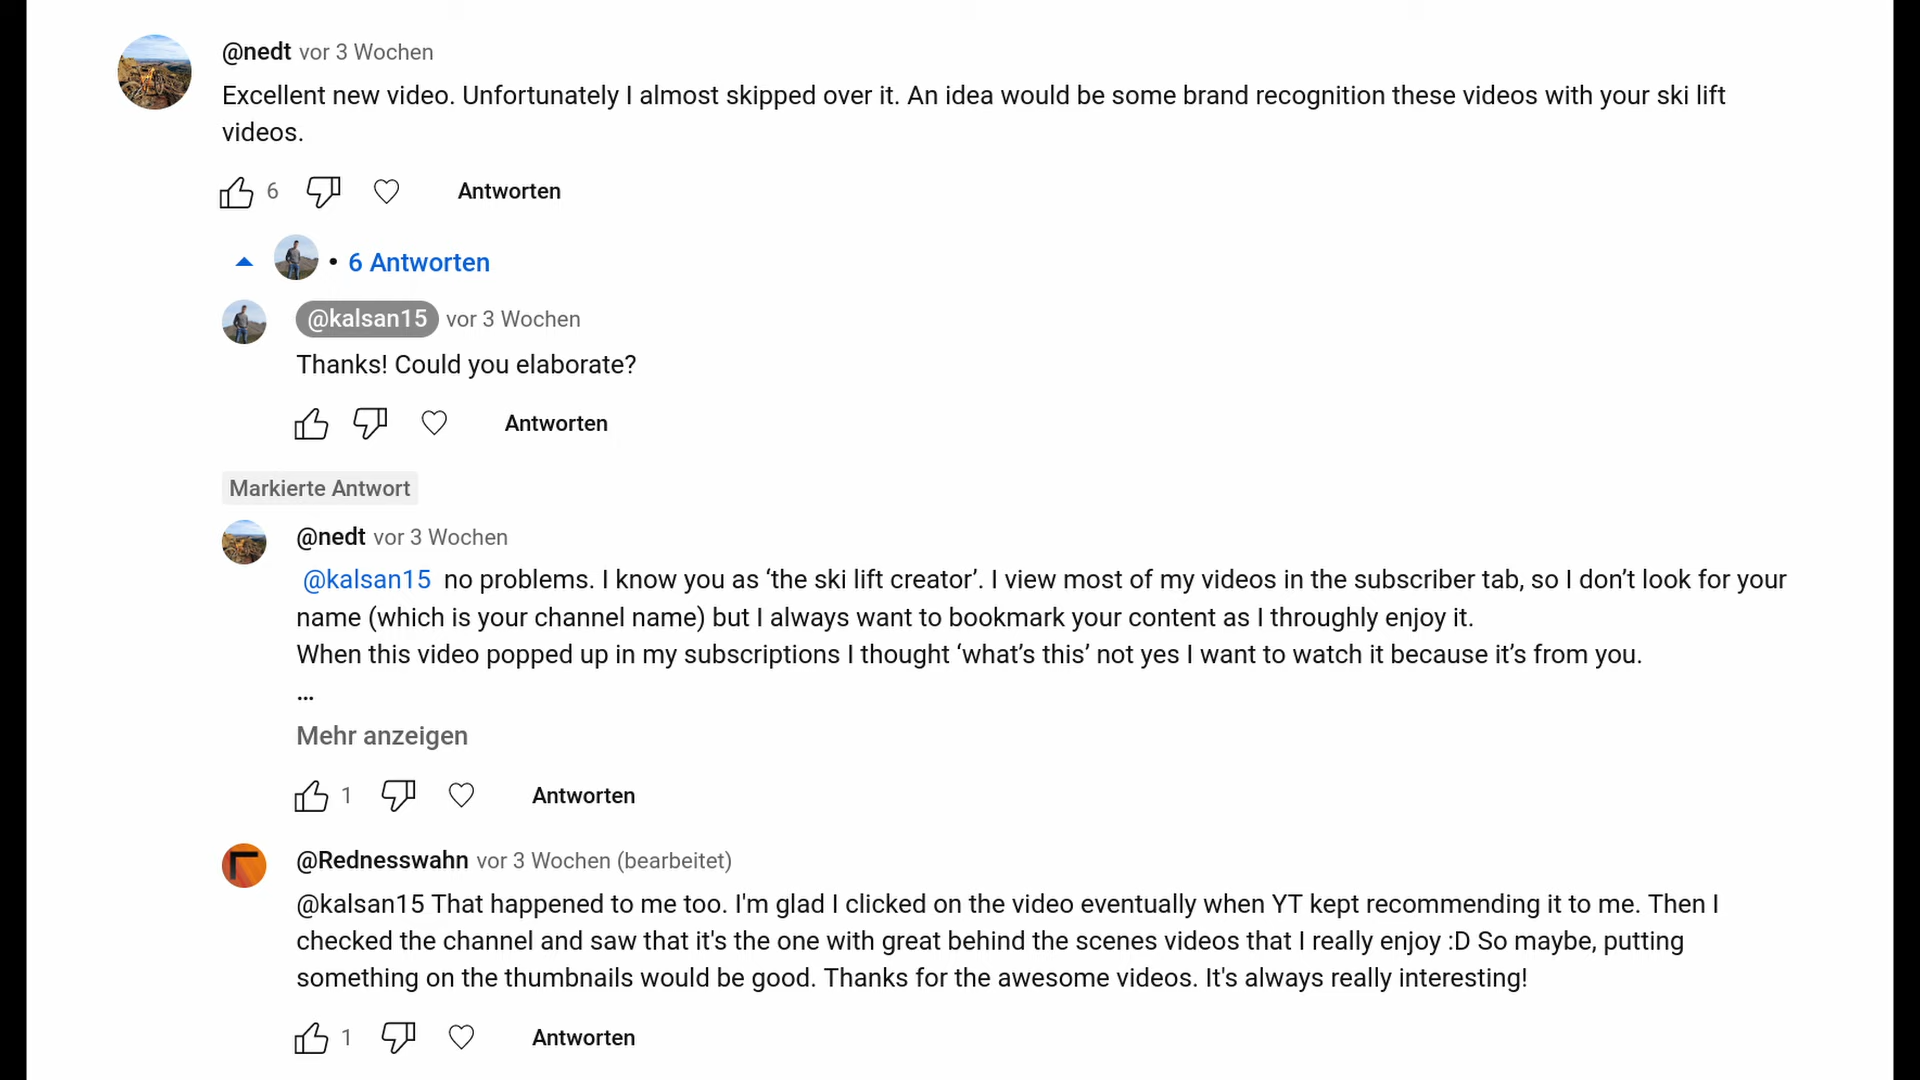 @nedt vor 3 Wochen
Excellent new video. Unfortunately I almost skipped over it. An idea would be some brand recognition these videos with your ski lift
videos.
6 Antworten
• 6 Antworten
@kalsan15 vor 3 Wochen
Thanks! Could you elaborate?
Antworten
Markierte Antwort
@nedt vor 3 Wochen
@kalsan15 no problems. I know you as ‘the ski lift creator’. I view most of my videos in the subscriber tab, so I don’t look for your
name (which is your channel name) but I always want to bookmark your content as I throughly enjoy it.
When this video popped up in my subscriptions I thought ‘what’s this’ not yes I want to watch it because it’s from you.
...
Mehr anzeigen
1 Antworten
@Rednesswahn vor 3 Wochen (bearbeitet)
@kalsan15 That happened to me too. I'm glad I clicked on the video eventually when YT kept recommending it to me. Then I
checked the channel and saw that it's the one with great behind the scenes videos that I really enjoy :D So maybe, putting
something on the thumbnails would be good. Thanks for the awesome videos. It's always really interesting!
1 Antworten